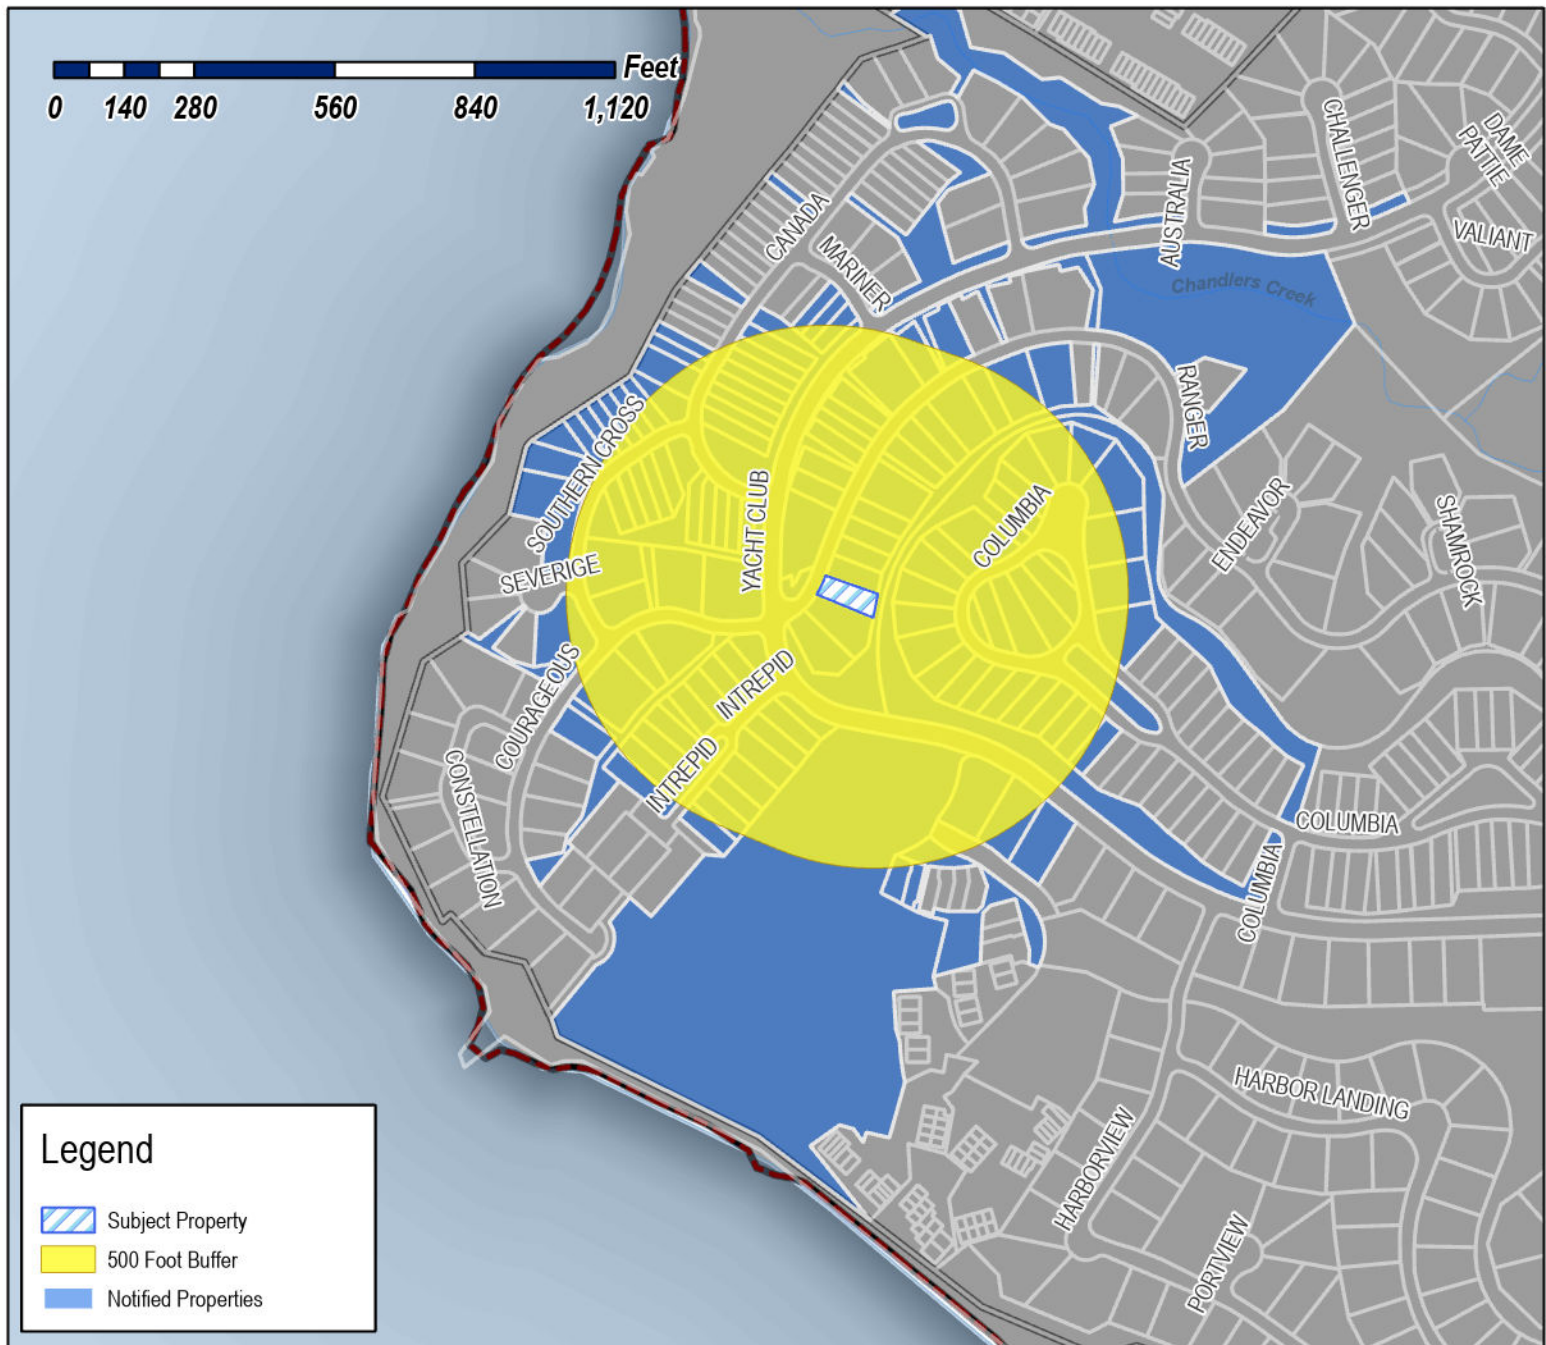 Feet
0 140 280 560 840 1,120
CHALLENGER
DAME
PATTIE
AUSTRALIA
VALIANT
CANADA
MARINER
Chandlers Creek
RANGER
SOUTHERN CROSS
YACHT CLUB
COLUMBIA
ENDEAVOR
SHAMROCK
SEVERIGE
COURAGEOUS
INTREPID
INTREPID
CONSTELLATION
COLUMBIA
COLUMBIA
HARBOR LANDING
HARBORVIEW
PORTVIEW
Legend
Subject Property
500 Foot Buffer
Notified Properties